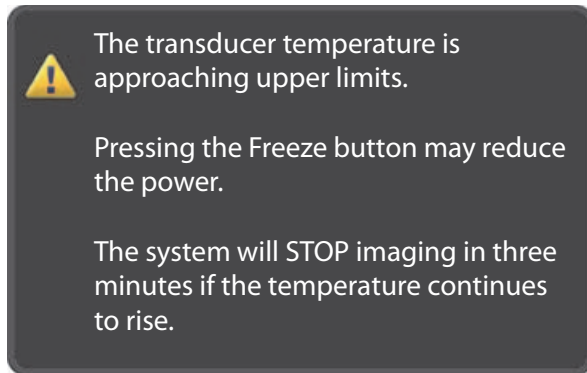 The transducer temperature is
approaching upper limits.
Pressing the Freeze button may reduce
the power.
The system will STOP imaging in three
minutes if the temperature continues
to rise.